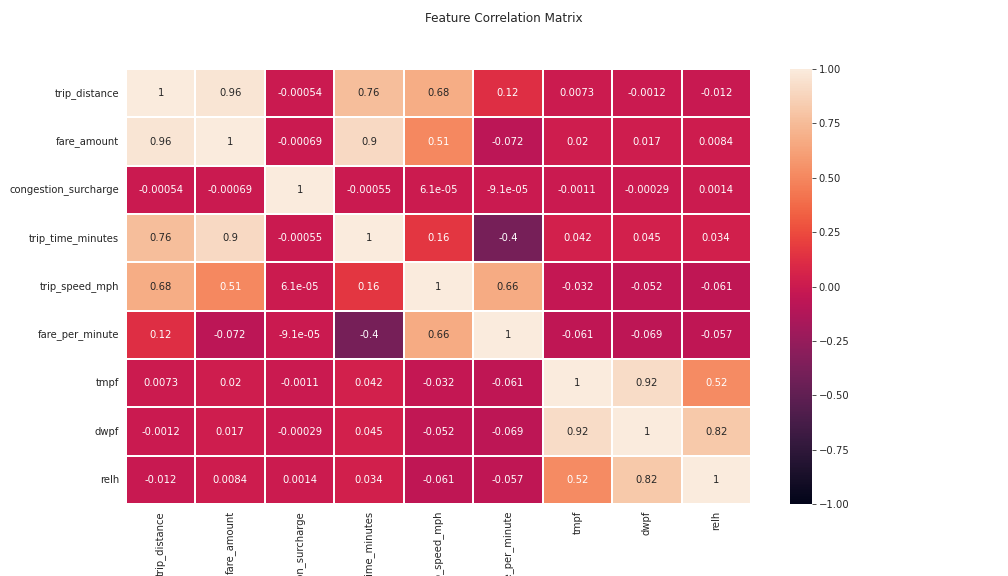 Feature Correlation Matrix
trip_distance 1 0.96 -0.00054 0.76 0.68 0.12 0.0073 -0.0012 -0.012
fare_amount 0.96 1 -0.00069 0.9 0.51 -0.072 0.02 0.017 0.0084
congestion_surcharge -0.00054 -0.00069 1 -0.00055 6.1e-05 -9.1e-05 -0.0011 -0.00029 0.0014
trip_time_minutes 0.76 0.9 -0.00055 1 0.16 -0.4 0.042 0.045 0.034
trip_speed_mph 0.68 0.51 6.1e-05 0.16 1 0.66 -0.032 -0.052 -0.061
fare_per_minute 0.12 -0.072 -9.1e-05 -0.4 0.66 1 -0.061 -0.069 -0.057
tmpf 0.0073 0.02 -0.0011 0.042 -0.032 -0.061 1 0.92 0.52
dwpf -0.0012 0.017 -0.00029 0.045 -0.052 -0.069 0.92 1 0.82
relh -0.012 0.0084 0.0014 0.034 -0.061 -0.057 0.52 0.82 1
trip_distance
fare_amount
on_surcharge
ime_minutes
_speed_mph
e_per_minute
tmpf
dwpf
relh
1.00
0.75
0.50
0.25
0.00
−0.25
−0.50
−0.75
−1.00